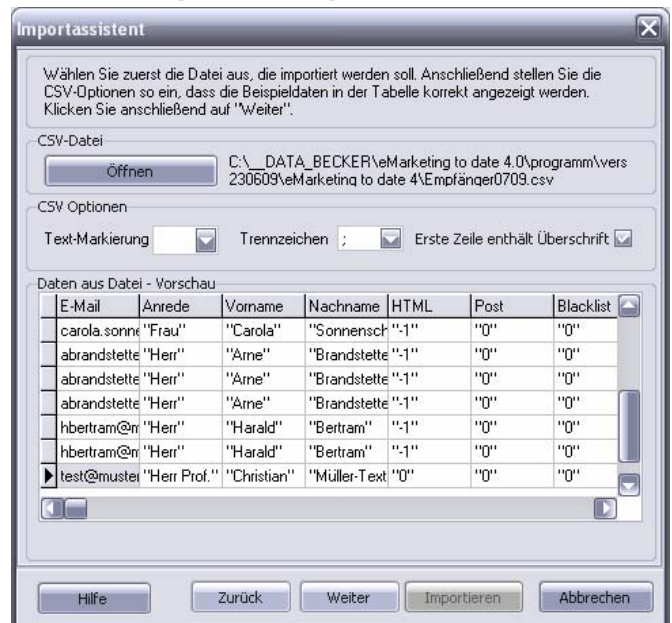 Importassistent
Wählen Sie zuerst die Datei aus, die importiert werden soll. Anschließend stellen Sie die
CSV-Optionen so ein, dass die Beispieldaten in der Tabelle korrekt angezeigt werden.
Klicken Sie anschließend auf "Weiter".
CSV-Datei
Öffnen
C:\__DATA_BECKER\eMarketing to date 4.0\programm\vers
230609\eMarketing to date 4\Empfänger0709.csv
CSV Optionen
Text-Markierung Trennzeichen ; Erste Zeile enthält Überschrift
Daten aus Datei - Vorschau
E-Mail Anrede Vorname Nachname HTML Post Blacklist
carola.sonne "Frau" "Carola" "Sonnensch "-1" "0" "0"
abrandstette "Herr" "Arne" "Brandstette "-1" "0" "0"
abrandstette "Herr" "Arne" "Brandstette "-1" "0" "0"
abrandstette "Herr" "Arne" "Brandstette "-1" "0" "0"
hbertram@m "Herr" "Harald" "Bertram" "-1" "0" "0"
hbertram@m "Herr" "Harald" "Bertram" "-1" "0" "0"
test@muster "Herr Prof." "Christian" "Müller-Text "0" "0" "0"
Hilfe Zurück Weiter Importieren Abbrechen